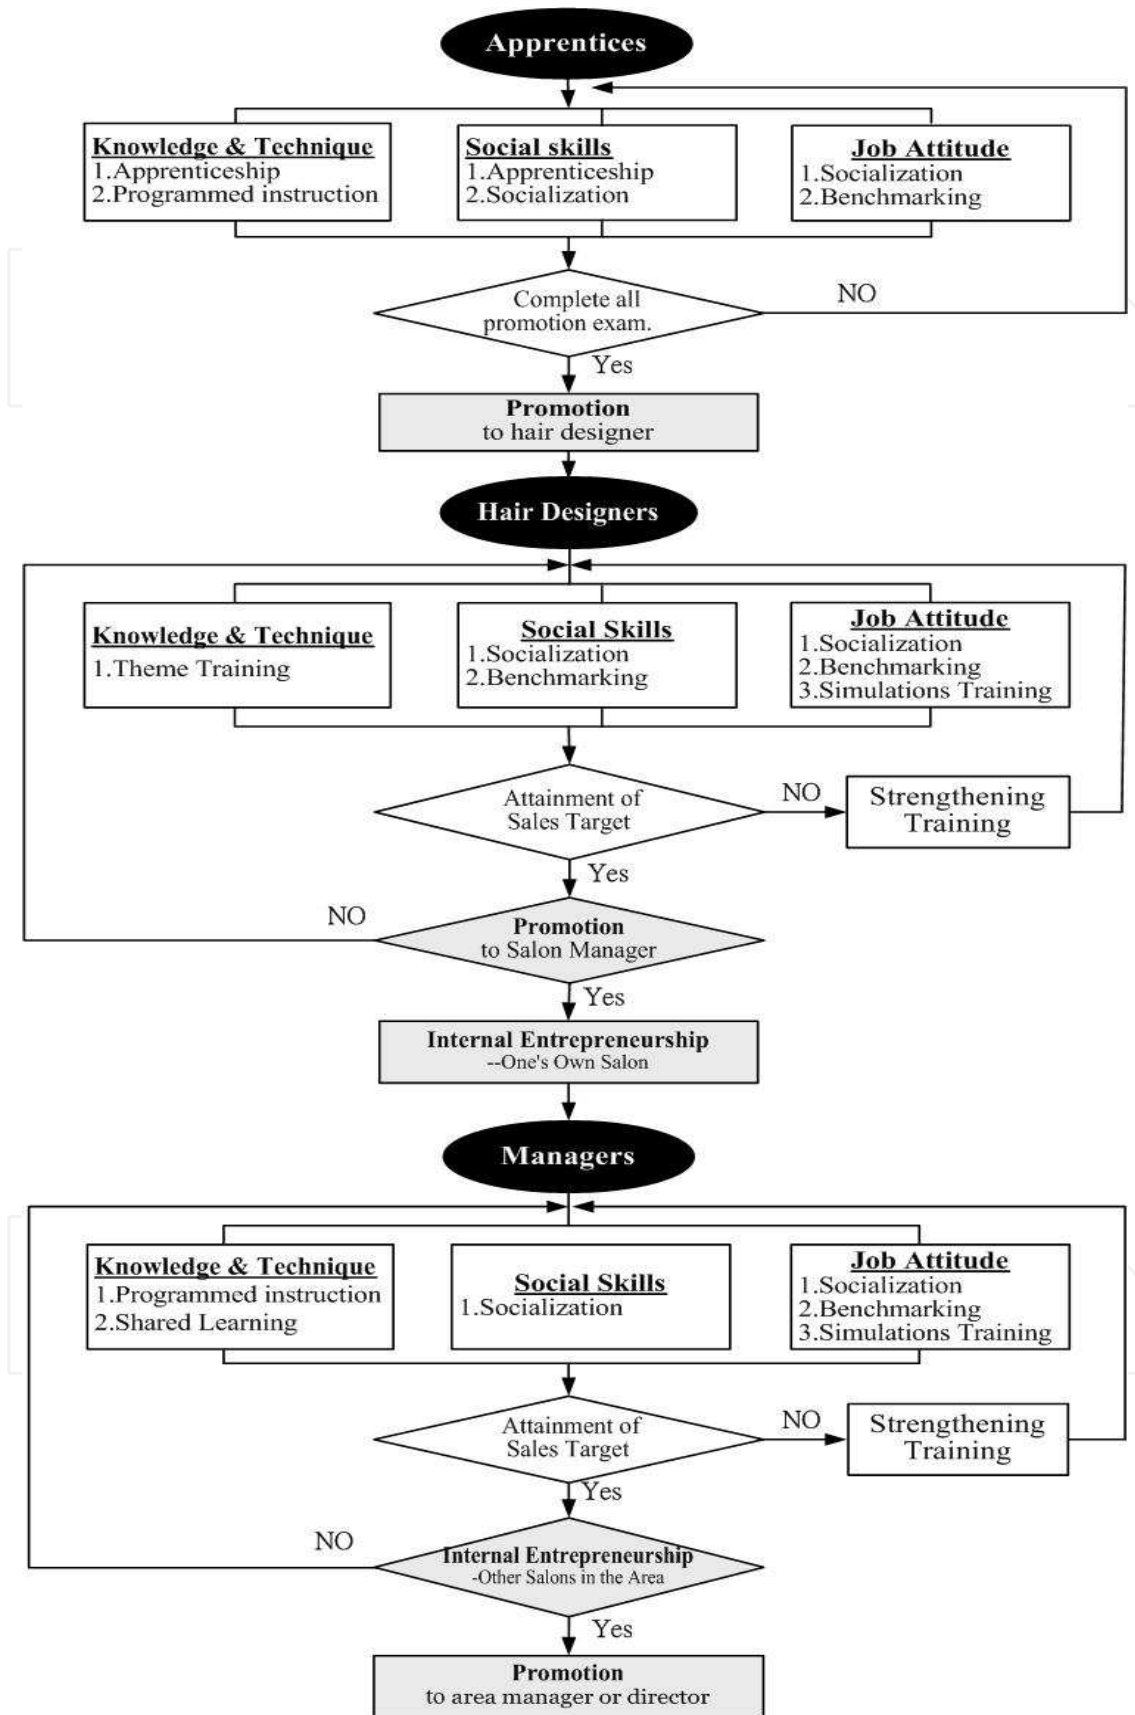 Apprentices
Knowledge & Technique
1.Apprenticeship
2.Programmed instruction
Social skills
1.Apprenticeship
2.Socialization
Job Attitude
1.Socialization
2.Benchmarking
Complete all
promotion exam.
NO
Yes
Promotion
to hair designer
Hair Designers
Knowledge & Technique
1.Theme Training
Social Skills
1.Socialization
2.Benchmarking
Job Attitude
1.Socialization
2.Benchmarking
3.Simulations Training
Attainment of
Sales Target
NO
Strengthening
Training
Yes
NO
Promotion
to Salon Manager
Yes
Internal Entrepreneurship
--One's Own Salon
Managers
Knowledge & Technique
1.Programmed instruction
2.Shared Learning
Social Skills
1.Socialization
Job Attitude
1.Socialization
2.Benchmarking
3.Simulations Training
Attainment of
Sales Target
NO
Strengthening
Training
Yes
NO
Internal Entrepreneurship
-Other Salons in the Area
Yes
Promotion
to area manager or director